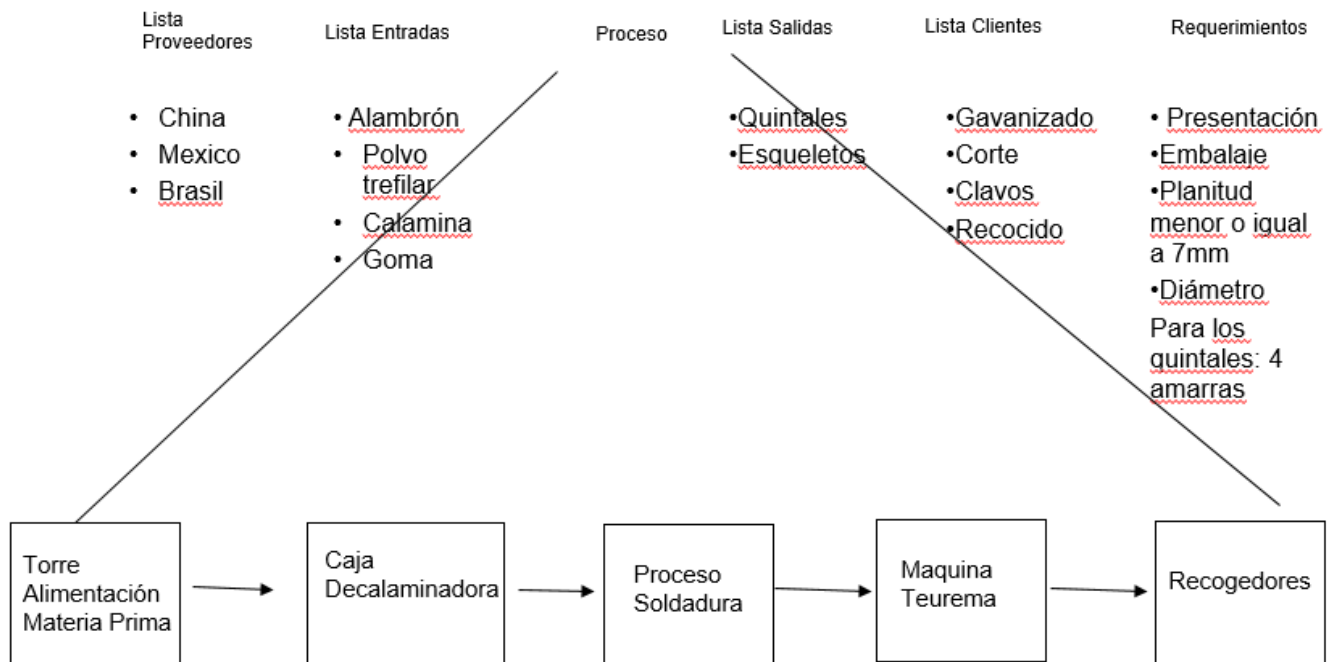 Lista
Proveedores
Lista Entradas
Proceso
Lista Salidas
Lista Clientes
Requerimientos
• China
• Mexico
• Brasil
• Alambrón
• Polvo
trefilar
• Calamina
• Goma
•Quintales
•Esqueletos
•Gavanizado
•Corte
•Clavos
•Recocido
• Presentación
•Embalaje
•Planitud
menor o igual
a 7mm
•Diámetro
Para los
quintales: 4
amarras
Torre
Alimentación
Materia Prima
Caja
Decalaminadora
Proceso
Soldadura
Maquina
Teurema
Recogedores